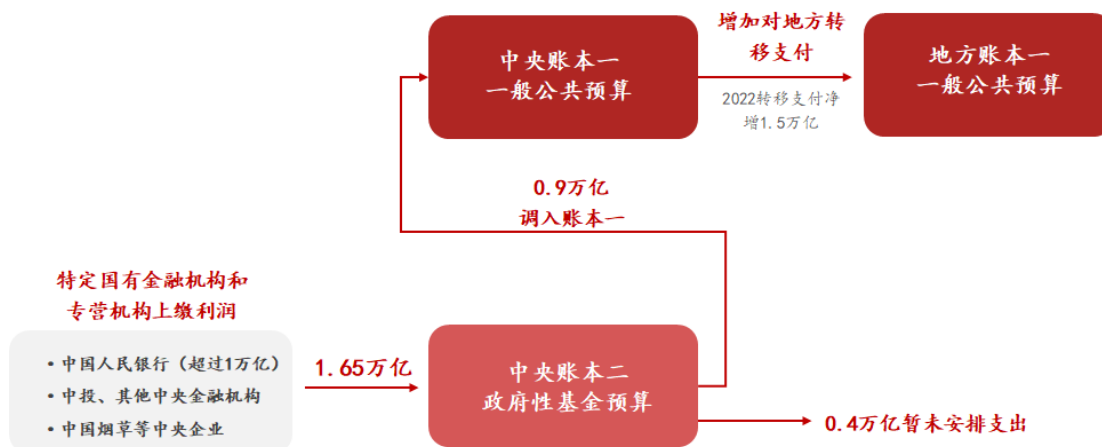 中央账本一
一般公共预算
增加对地方转
移支付
2022转移支付净
增1.5万亿
地方账本一
一般公共预算
0.9万亿
调入账本一
特定国有金融机构和
专营机构上缴利润
• 中国人民银行（超过1万亿）
• 中投、其他中央金融机构
• 中国烟草等中央企业
1.65万亿
中央账本二
政府性基金预算
0.4万亿暂未安排支出